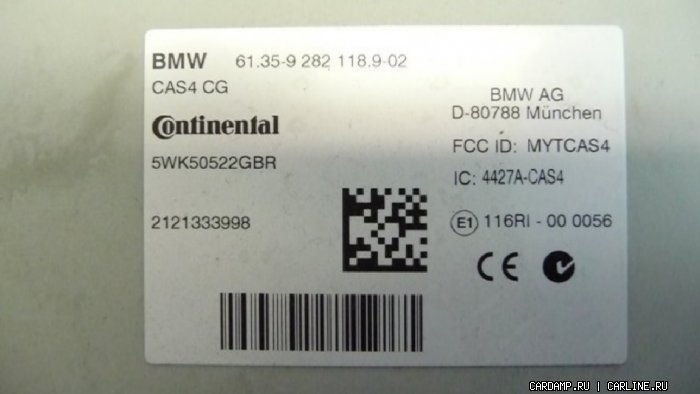 BMW 61.35-9 282 118.9-02
CAS4 CG
Continental
5WK50522GBR
2121333998
BMW AG
D-80788 München
FCC ID: MYTCAS4
IC: 4427A-CAS4
E1 116RI - 00 0056
CE
CARDAMP.RU | CARLINE.RU